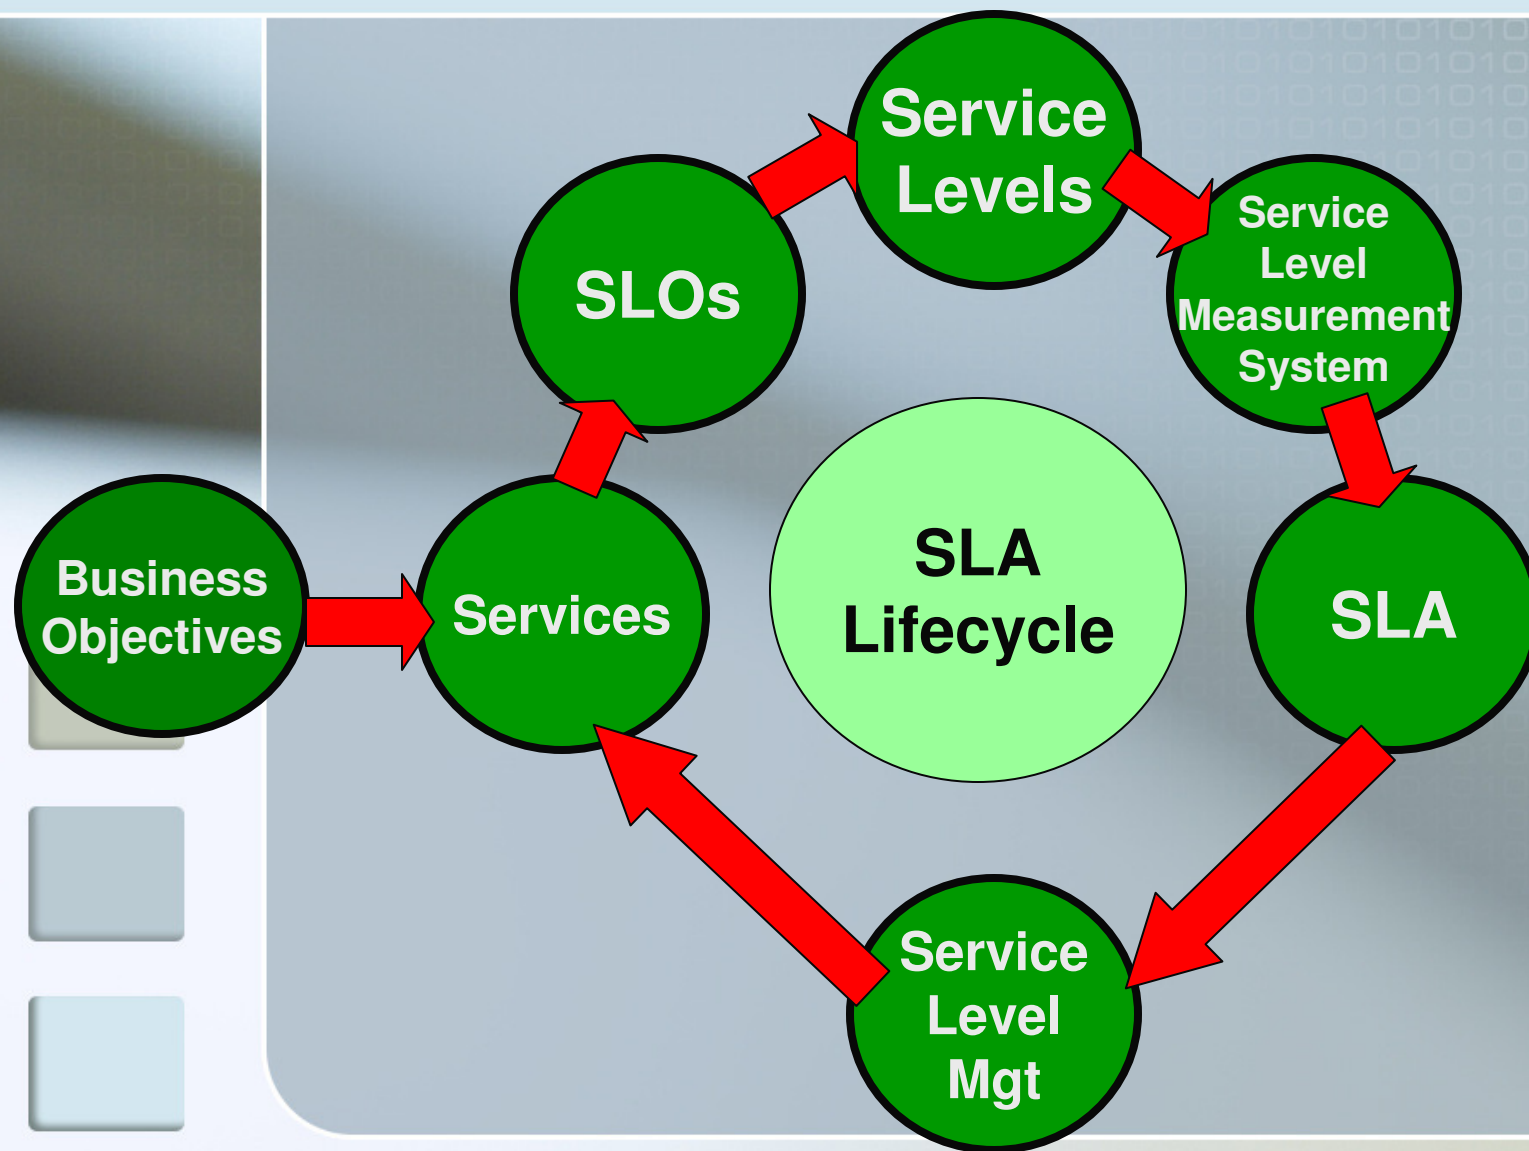 Service
Levels
Service
Level
Measurement
System
SLOs
SLA
Lifecycle
Business
Objectives
Services
SLA
Service
Level
Mgt